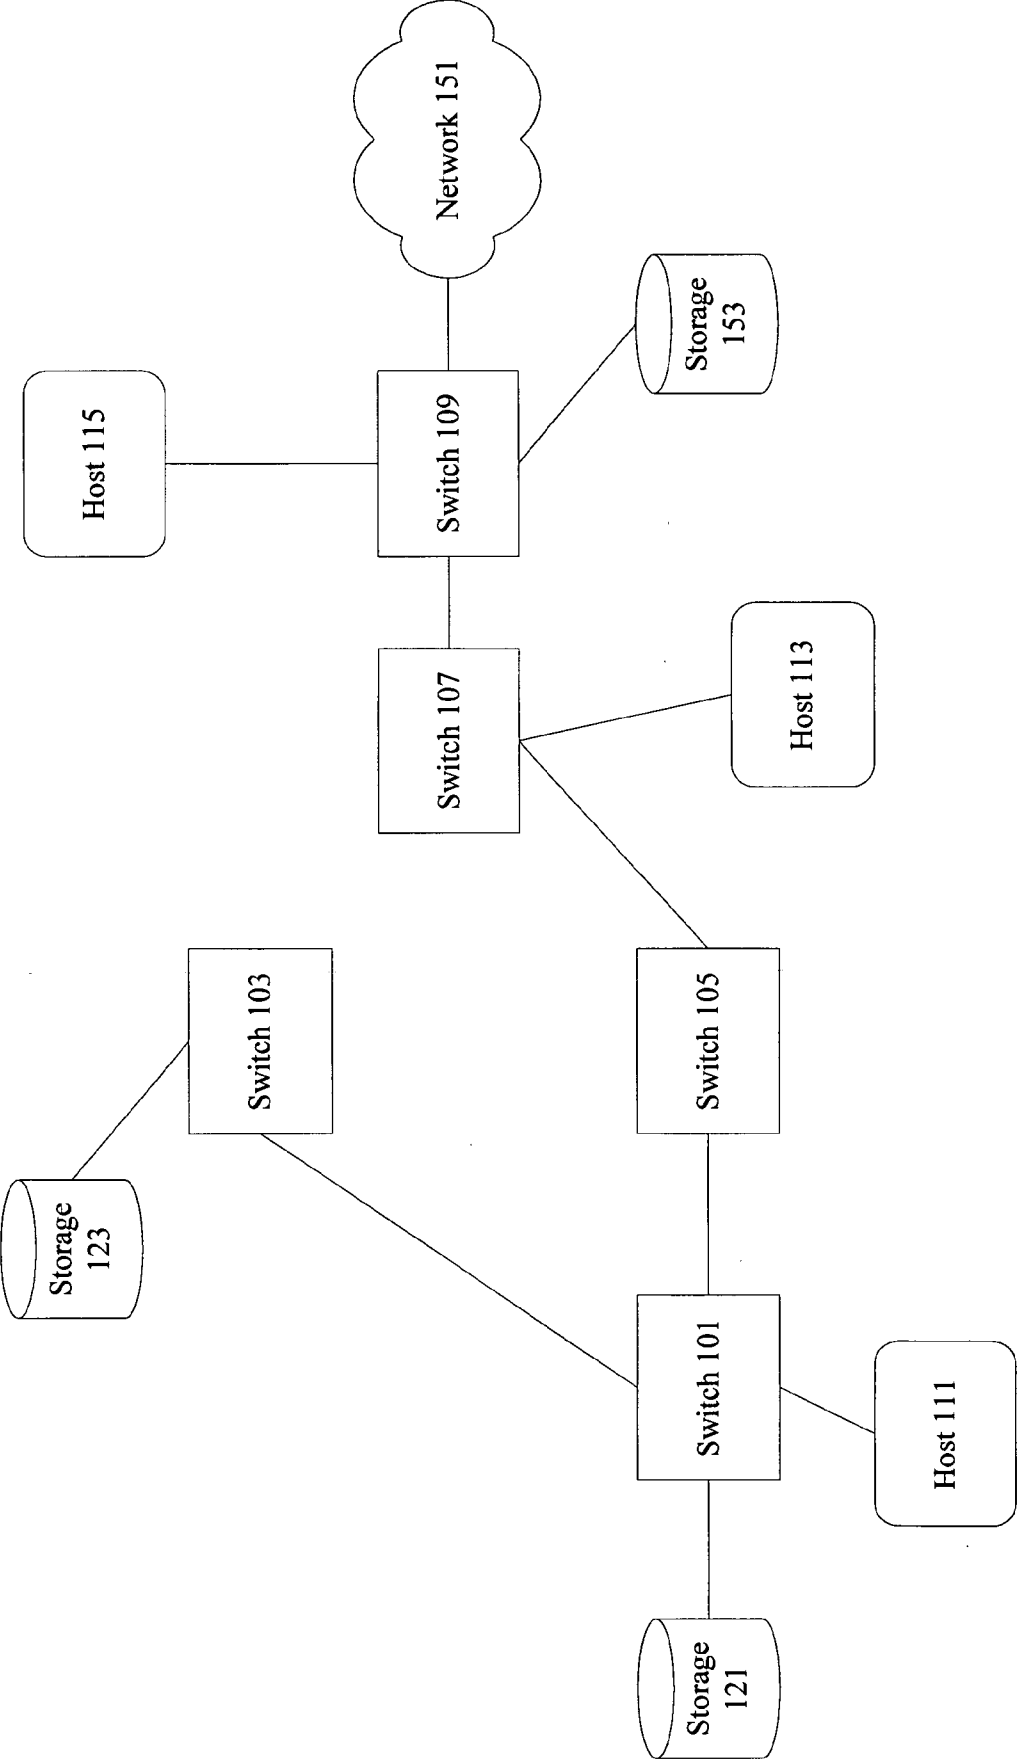 Storage
123
Switch 103
Host 115
Storage
121
Switch 101
Switch 105
Switch 107
Switch 109
Network 151
Host 111
Host 113
Storage
153